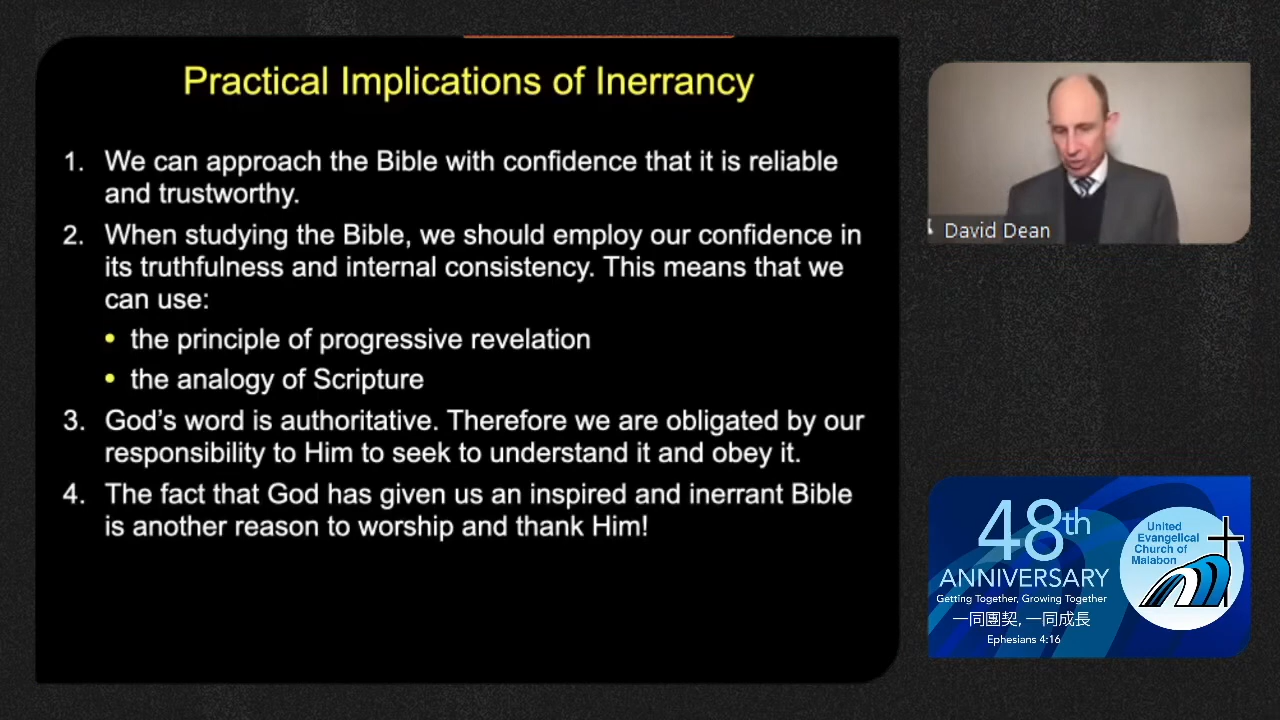 Practical Implications of Inerrancy
1. We can approach the Bible with confidence that it is reliable
and trustworthy.
2. When studying the Bible, we should employ our confidence in
its truthfulness and internal consistency. This means that we
can use:
• the principle of progressive revelation
• the analogy of Scripture
3. God’s word is authoritative. Therefore we are obligated by our
responsibility to Him to seek to understand it and obey it.
4. The fact that God has given us an inspired and inerrant Bible
is another reason to worship and thank Him!
David Dean
48th
ANNIVERSARY
Getting Together, Growing Together
一同團契, 一同成長
Ephesians 4:16
United
Evangelical
Church of
Malabon